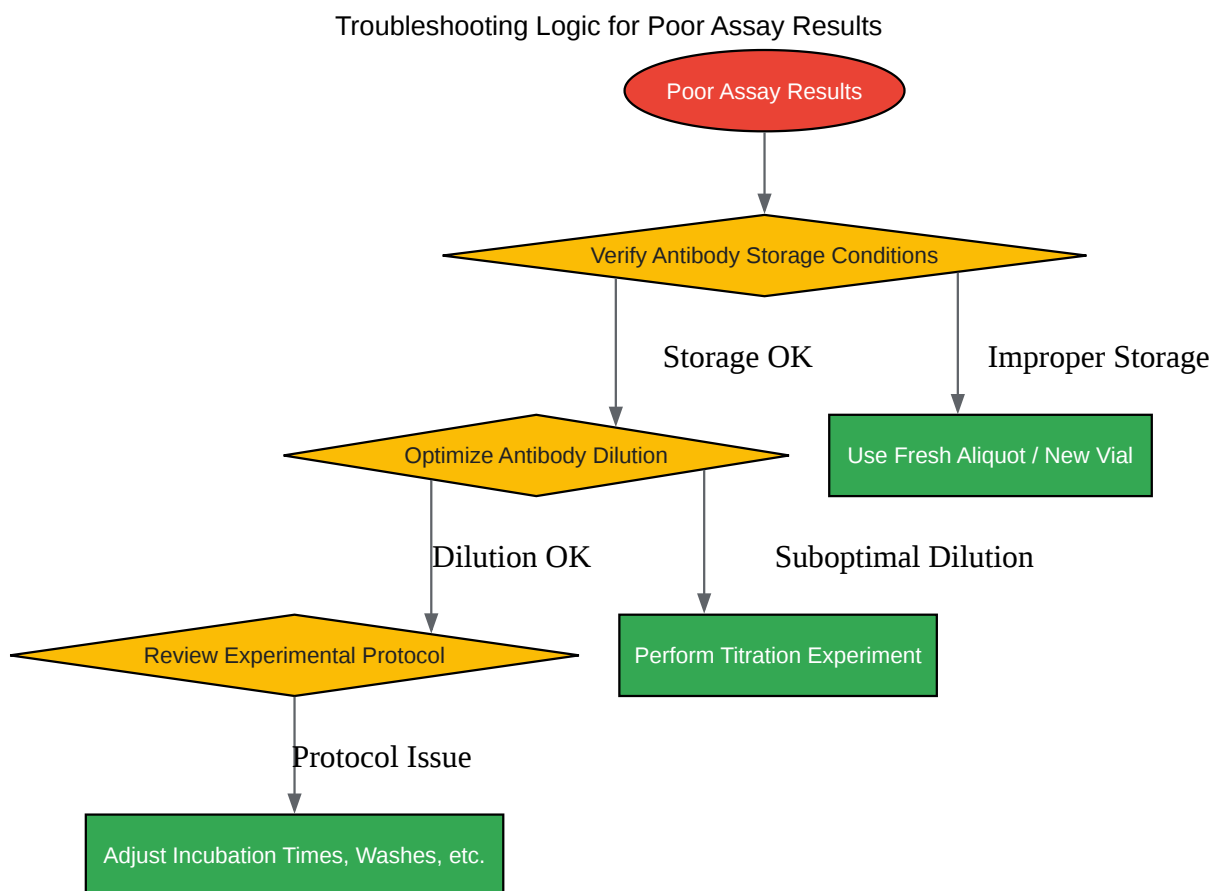 Troubleshooting Logic for Poor Assay Results
Poor Assay Results
Verify Antibody Storage Conditions
Storage OK
Improper Storage
Optimize Antibody Dilution
Use Fresh Aliquot / New Vial
Dilution OK
Suboptimal Dilution
Review Experimental Protocol
Perform Titration Experiment
Protocol Issue
Adjust Incubation Times, Washes, etc.